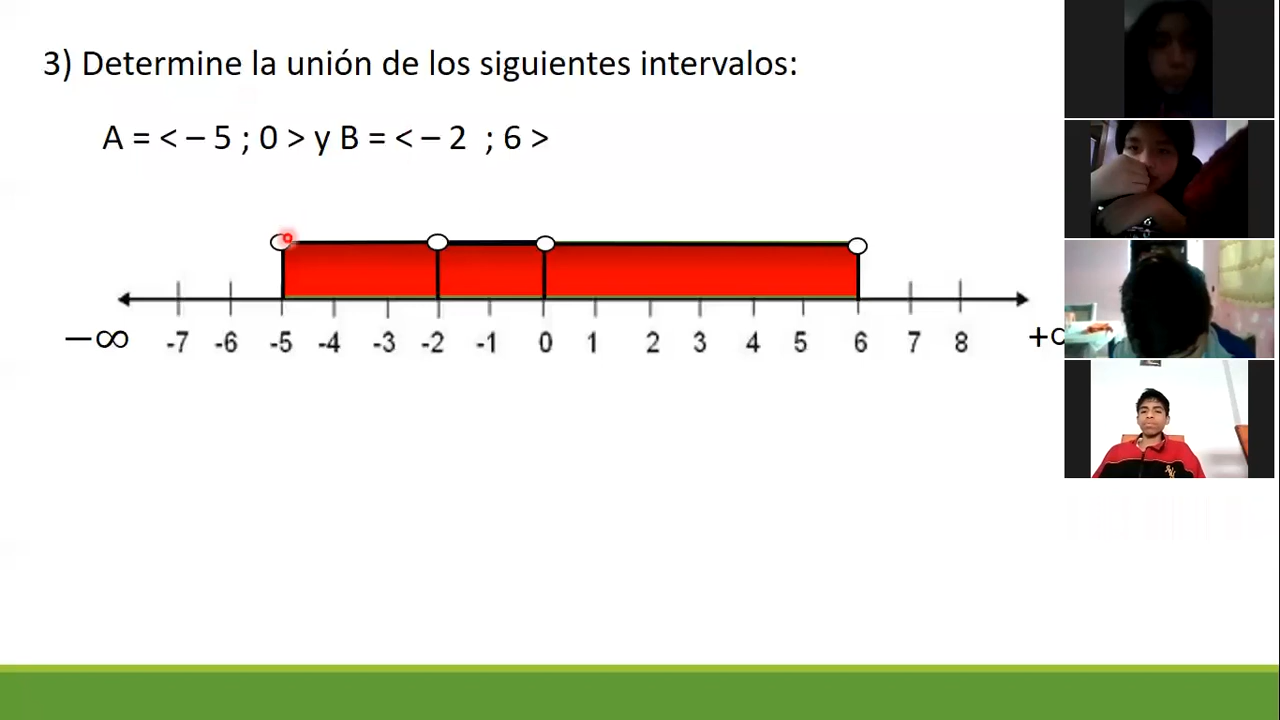 3) Determine la unión de los siguientes intervalos:
A = < – 5 ; 0 > y B = < – 2 ; 6 >
-7 -6 -5 -4 -3 -2 -1 0 1 2 3 4 5 6 7 8
–∞